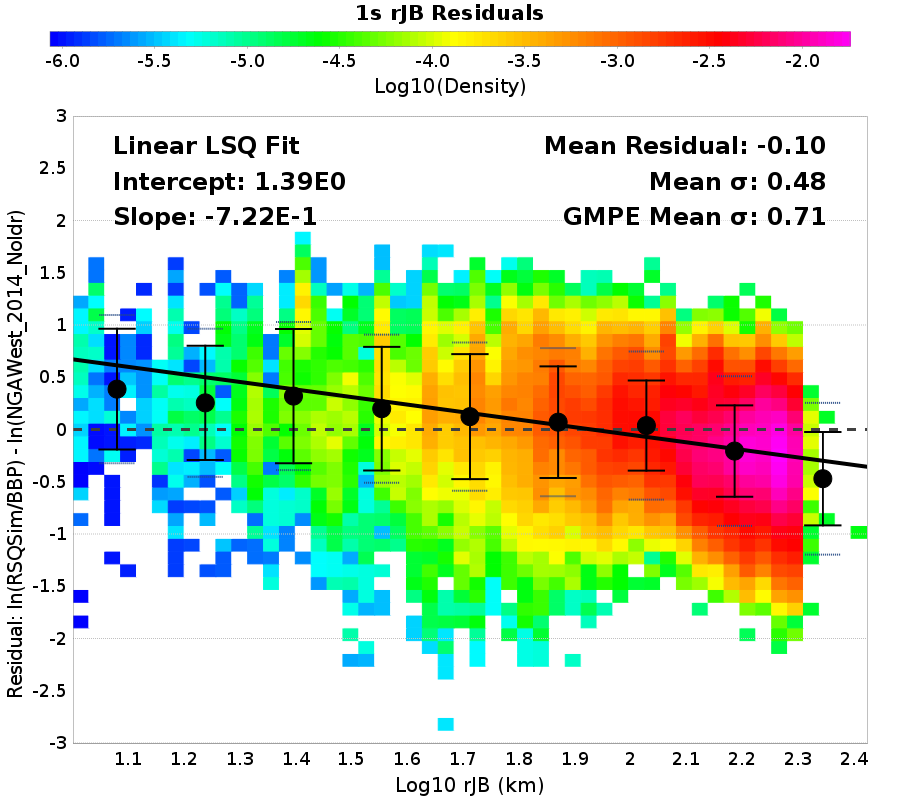 1s rJB Residuals
-6.0 -5.5 -5.0 -4.5 -4.0 -3.5 -3.0 -2.5 -2.0
Log10(Density)
Linear LSQ Fit
Intercept: 1.39E0
Slope: -7.22E-1
Mean Residual: -0.10
Mean σ: 0.48
GMPE Mean σ: 0.71
Residual: ln(RSQSim/BBP) - ln(NGAWest_2014_NoIdr)
3
2.5
2
1.5
1
0.5
0
-0.5
-1
-1.5
-2
-2.5
-3
1.1 1.2 1.3 1.4 1.5 1.6 1.7 1.8 1.9 2 2.1 2.2 2.3 2.4
Log10 rJB (km)